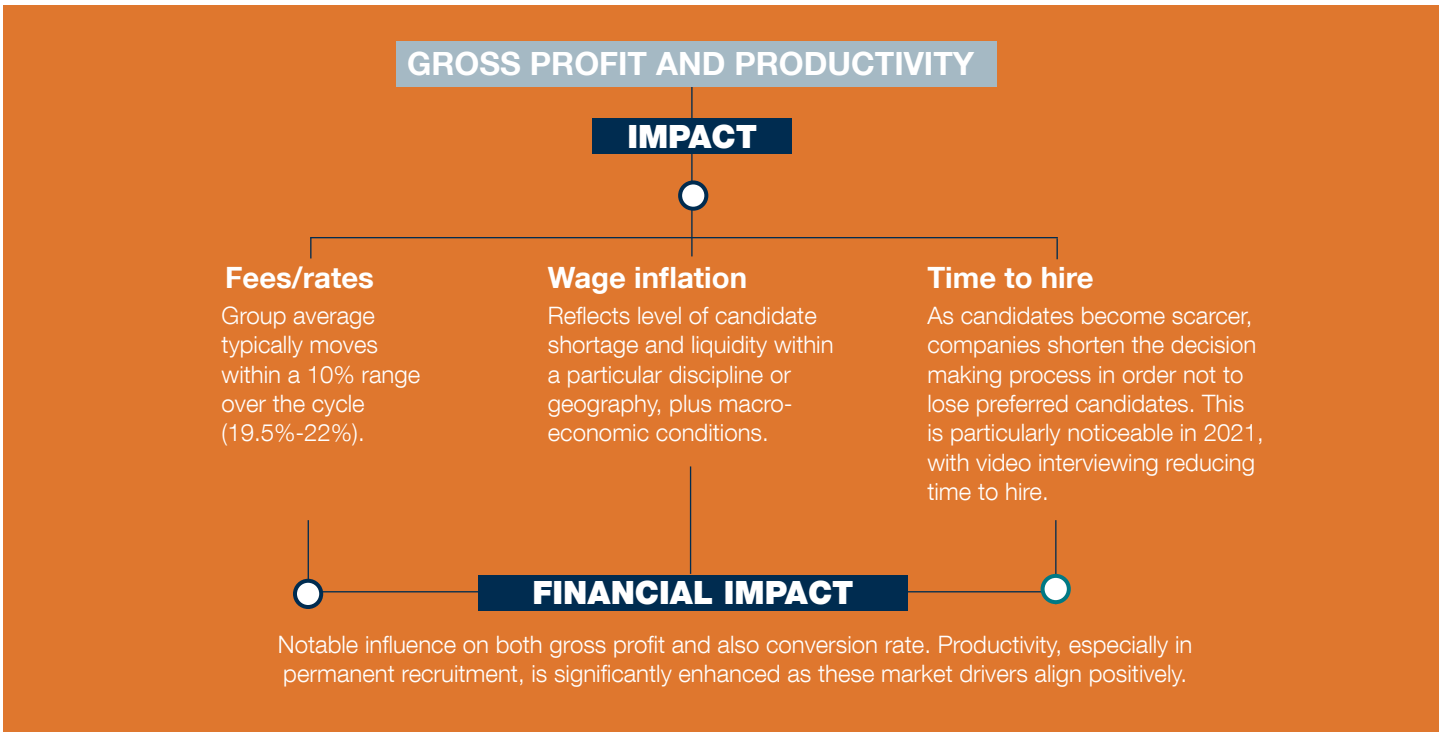 GROSS PROFIT AND PRODUCTIVITY
IMPACT
Fees/rates
Group average
typically moves
within a 10% range
over the cycle
(19.5%-22%).
Wage inflation
Reflects level of candidate
shortage and liquidity within
a particular discipline or
geography, plus macro-
economic conditions.
Time to hire
As candidates become scarcer,
companies shorten the decision
making process in order not to
lose preferred candidates. This
is particularly noticeable in 2021,
with video interviewing reducing
time to hire.
FINANCIAL IMPACT
Notable influence on both gross profit and also conversion rate. Productivity, especially in
permanent recruitment, is significantly enhanced as these market drivers align positively.